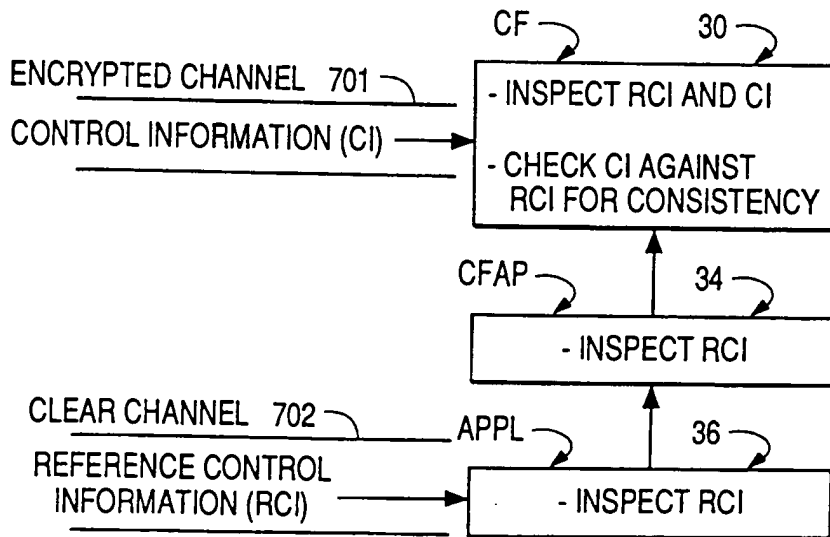 CF 30
ENCRYPTED CHANNEL 701
CONTROL INFORMATION (CI)
- INSPECT RCI AND CI
- CHECK CI AGAINST
RCI FOR CONSISTENCY
CFAP 34
- INSPECT RCI
CLEAR CHANNEL 702
REFERENCE CONTROL
INFORMATION (RCI)
APPL 36
- INSPECT RCI